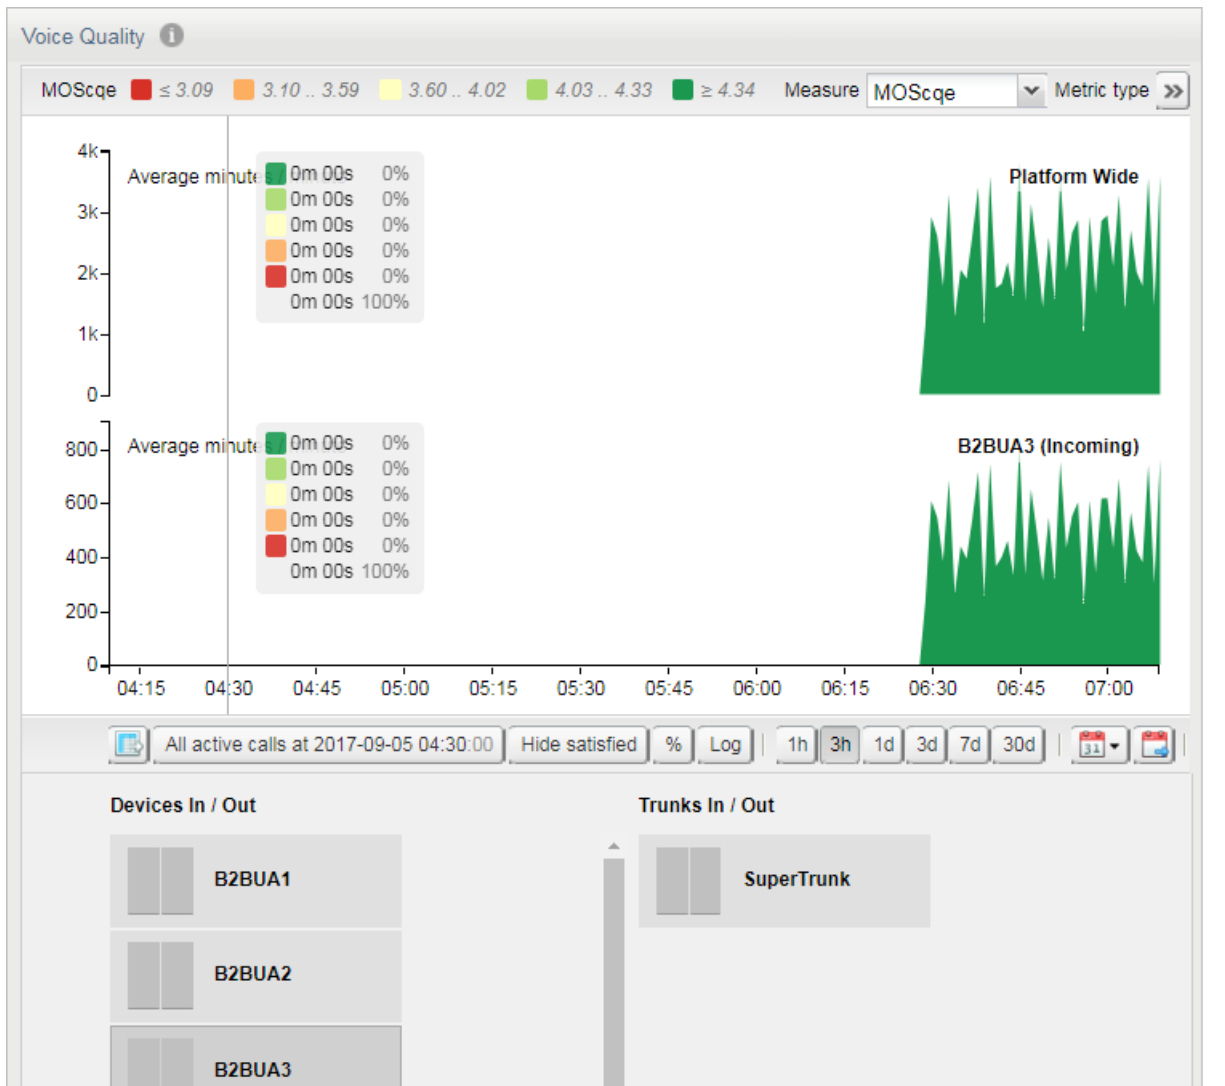 Voice Quality
MOScqe ≤ 3.09 3.10 .. 3.59 3.60 .. 4.02 4.03 .. 4.33 ≥ 4.34 Measure MOScqe Metric type
4k
3k
2k
1k
0
Average minutes /
0m 00s 0%
0m 00s 0%
0m 00s 0%
0m 00s 0%
0m 00s 0%
0m 00s 100%
Platform Wide
800
600
400
200
0
Average minutes /
0m 00s 0%
0m 00s 0%
0m 00s 0%
0m 00s 0%
0m 00s 0%
0m 00s 100%
B2BUA3 (Incoming)
04:15 04:30 04:45 05:00 05:15 05:30 05:45 06:00 06:15 06:30 06:45 07:00
All active calls at 2017-09-05 04:30:00 Hide satisfied % Log 1h 3h 1d 3d 7d 30d 31
Devices In / Out Trunks In / Out
B2BUA1 SuperTrunk
B2BUA2
B2BUA3